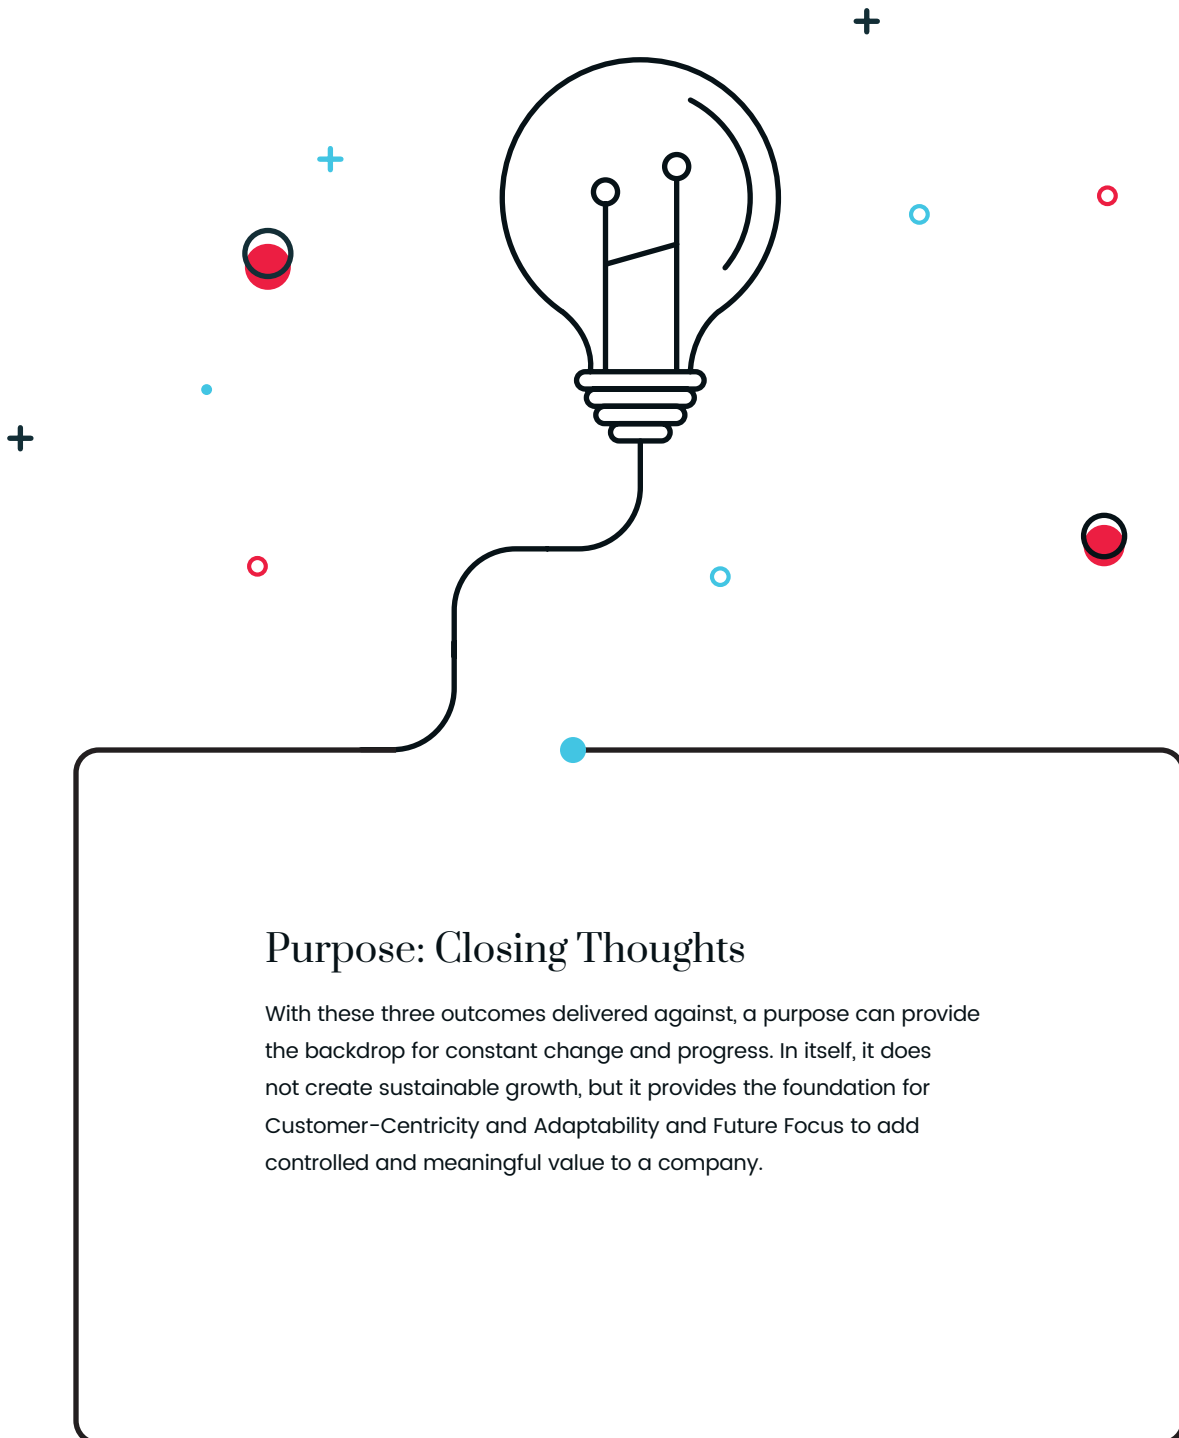 Purpose: Closing Thoughts
With these three outcomes delivered against, a purpose can provide
the backdrop for constant change and progress. In itself, it does
not create sustainable growth, but it provides the foundation for
Customer-Centricity and Adaptability and Future Focus to add
controlled and meaningful value to a company.